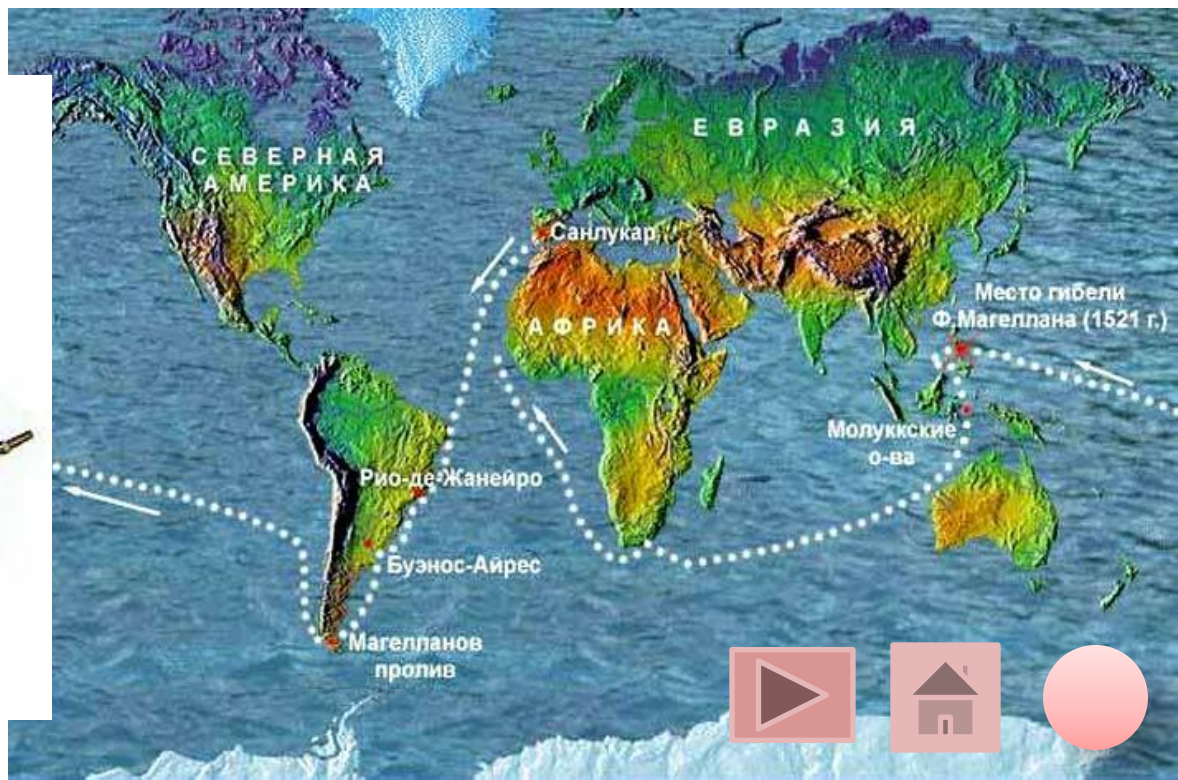 СЕВЕРНАЯ
АМЕРИКА
ЕВРАЗИЯ
Санлукар
АФРИКА
Место гибели
Ф.Магеллана (1521 г.)
Молуккские
о-ва
Рио-де-Жанейро
Буэнос-Айрес
Магелланов
пролив